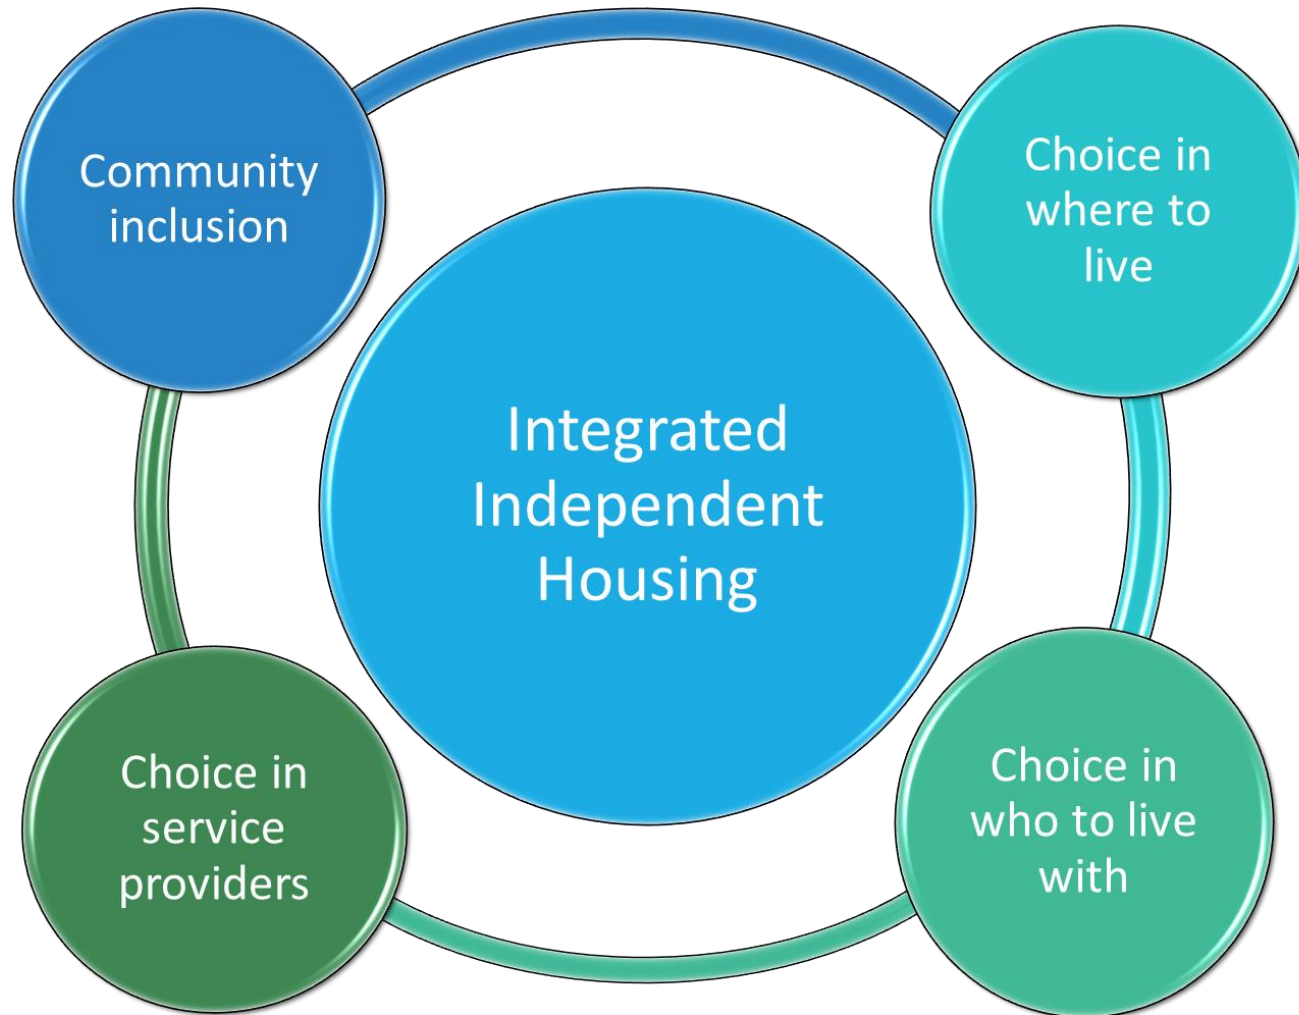 Community
inclusion
Choice in
where to
live
Integrated
Independent
Housing
Choice in
service
providers
Choice in
who to live
with